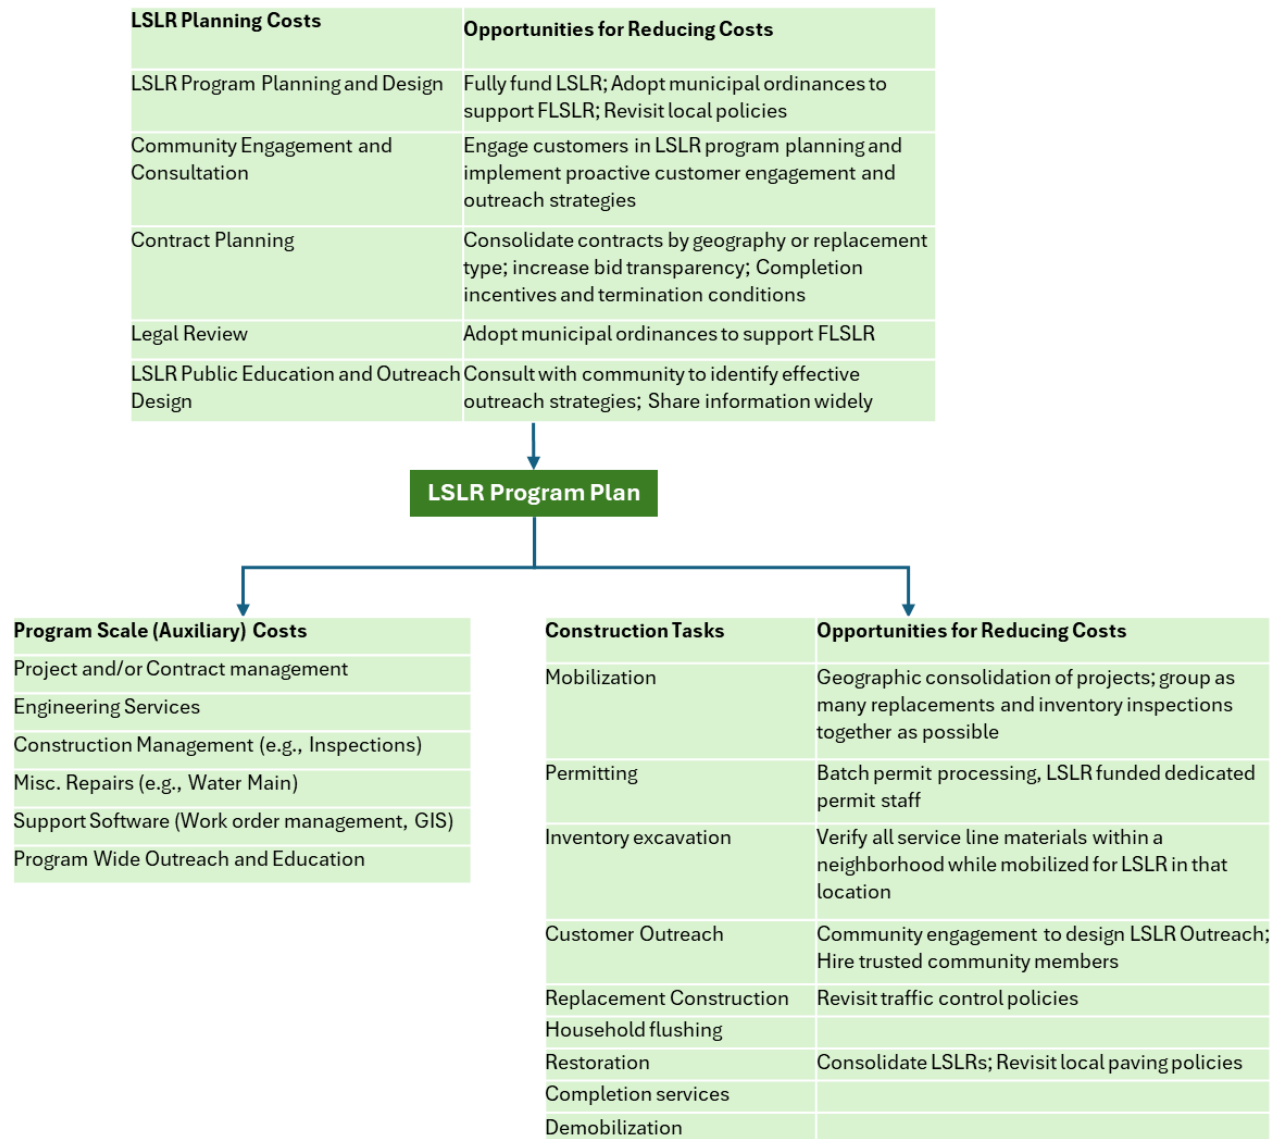 LSLR Planning Costs
Opportunities for Reducing Costs
LSLR Program Planning and Design
Fully fund LSLR; Adopt municipal ordinances to
support FLSLR; Revisit local policies
Community Engagement and
Consultation
Engage customers in LSLR program planning and
implement proactive customer engagement and
outreach strategies
Contract Planning
Consolidate contracts by geography or replacement
type; increase bid transparency; Completion
incentives and termination conditions
Legal Review
Adopt municipal ordinances to support FLSLR
LSLR Public Education and Outreach
Design
Consult with community to identify effective
outreach strategies; Share information widely
LSLR Program Plan
Program Scale (Auxiliary) Costs
Project and/or Contract management
Engineering Services
Construction Management (e.g., Inspections)
Misc. Repairs (e.g., Water Main)
Support Software (Work order management, GIS)
Program Wide Outreach and Education
Construction Tasks
Opportunities for Reducing Costs
Mobilization
Geographic consolidation of projects; group as
many replacements and inventory inspections
together as possible
Permitting
Batch permit processing, LSLR funded dedicated
permit staff
Inventory excavation
Verify all service line materials within a
neighborhood while mobilized for LSLR in that
location
Customer Outreach
Community engagement to design LSLR Outreach;
Hire trusted community members
Replacement Construction
Revisit traffic control policies
Household flushing
Restoration
Consolidate LSLRs; Revisit local paving policies
Completion services
Demobilization